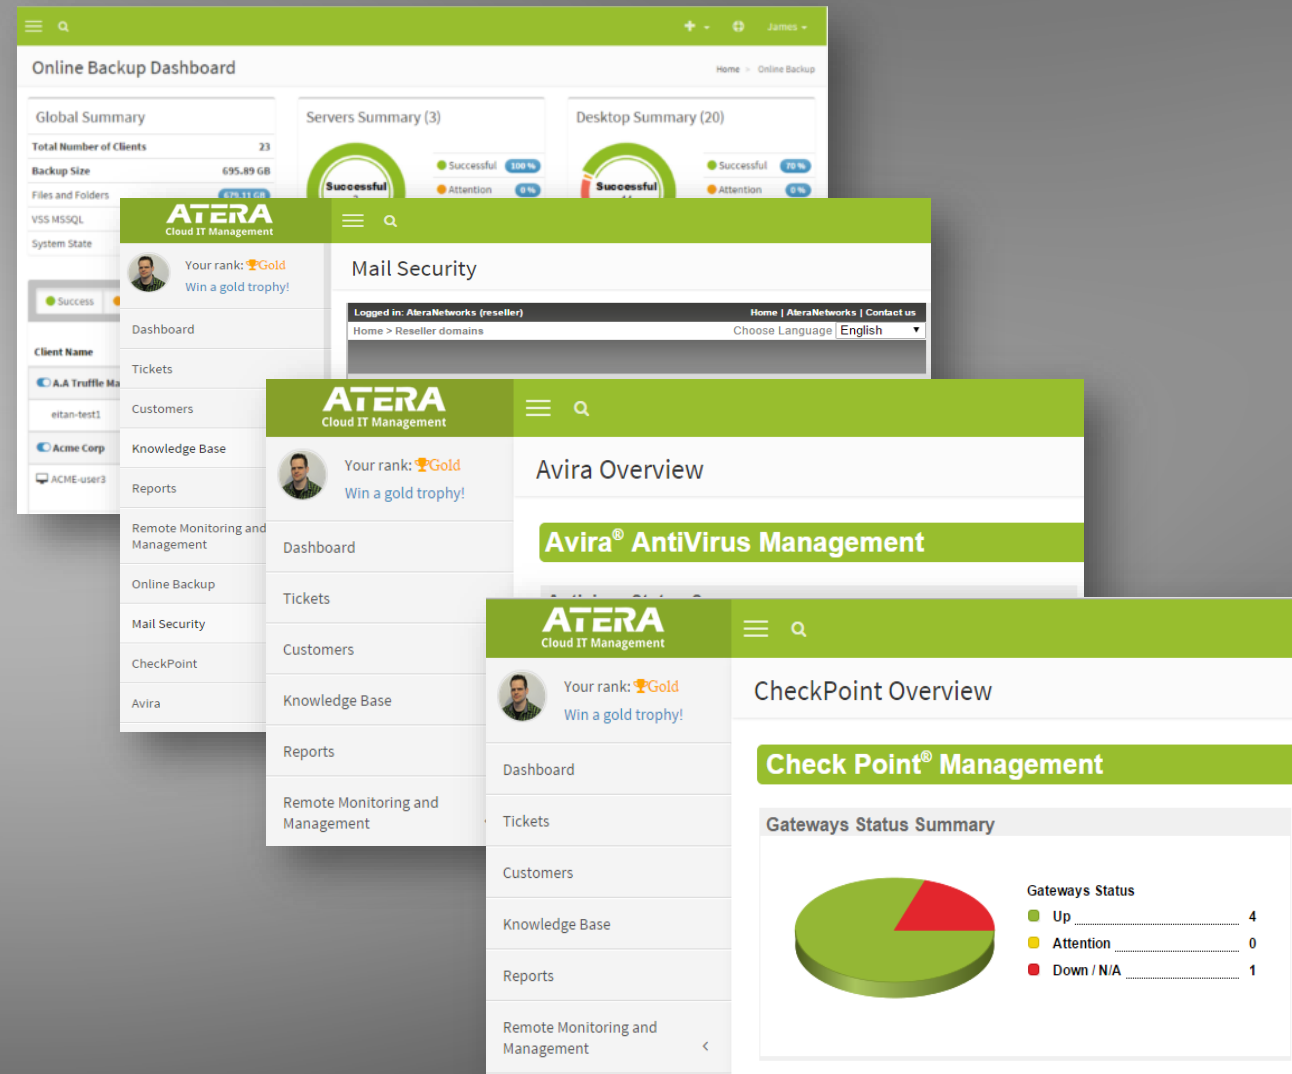 James
Online Backup Dashboard
Home > Online Backup
Global Summary
Total Number of Clients 23
Backup Size 695.89 GB
Files and Folders 679.11 GB
VSS MSSQL
System State
Servers Summary (3)
Successful
Successful 100 %
Attention 0 %
Desktop Summary (20)
Successful
Successful 70 %
Attention 0 %
Success
Client Name
A.A Truffle Ma
eitan-test1
Acme Corp
ACME-user3
ATERA
Cloud IT Management
Your rank: Gold
Win a gold trophy!
Dashboard
Tickets
Customers
Knowledge Base
Reports
Remote Monitoring and
Management
Online Backup
Mail Security
CheckPoint
Avira
Mail Security
Logged in: AteraNetworks (reseller)
Home | AteraNetworks | Contact us
Home > Reseller domains
Choose Language English
ATERA
Cloud IT Management
Your rank: Gold
Win a gold trophy!
Dashboard
Tickets
Customers
Knowledge Base
Reports
Remote Monitoring and
Management
Avira Overview
Avira® AntiVirus Management
ATERA
Cloud IT Management
Your rank: Gold
Win a gold trophy!
Dashboard
Tickets
Customers
Knowledge Base
Reports
Remote Monitoring and
Management
CheckPoint Overview
Check Point® Management
Gateways Status Summary
Gateways Status
Up 4
Attention 0
Down / N/A 1